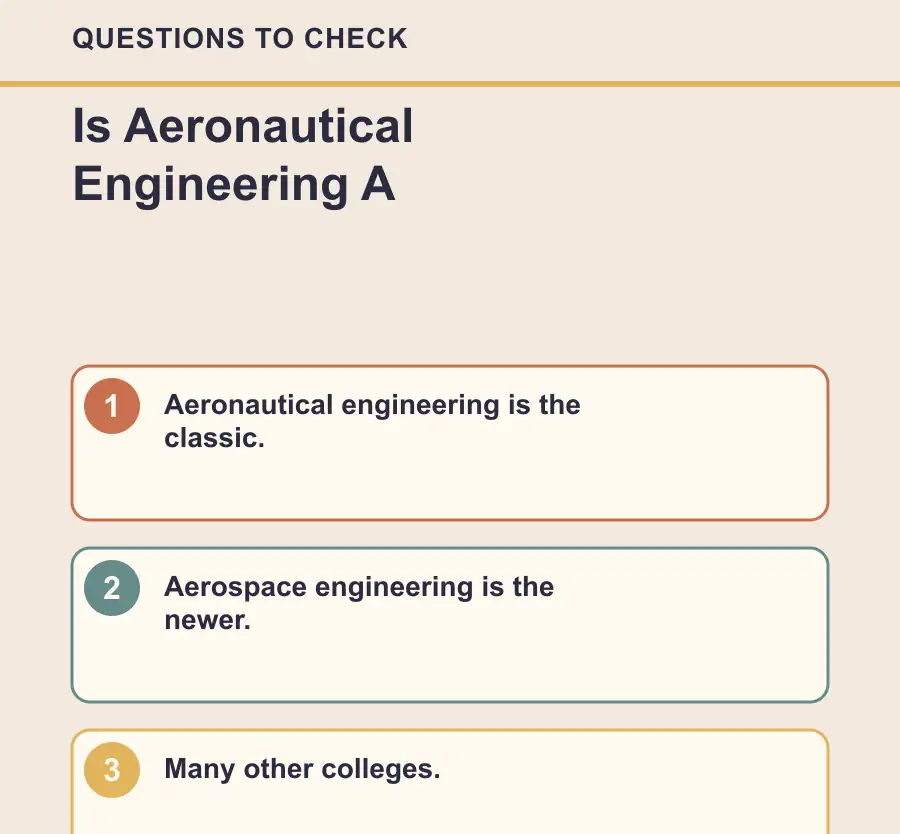 QUESTIONS TO CHECK
Is Aeronautical
Engineering A
1
Aeronautical engineering is the
classic.
2
Aerospace engineering is the
newer.
3
Many other colleges.